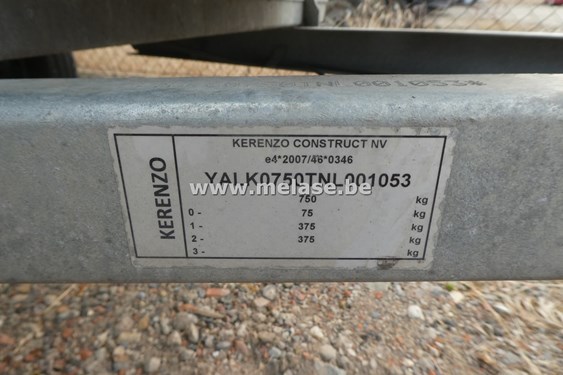 001053*
KERENZO
KERENZO CONSTRUCT NV
e4*2007/46*0346
YALK0750TNL001053
www.melase.be
750 kg
0 - 75 kg
1 - 375 kg
2 - 375 kg
3 - kg